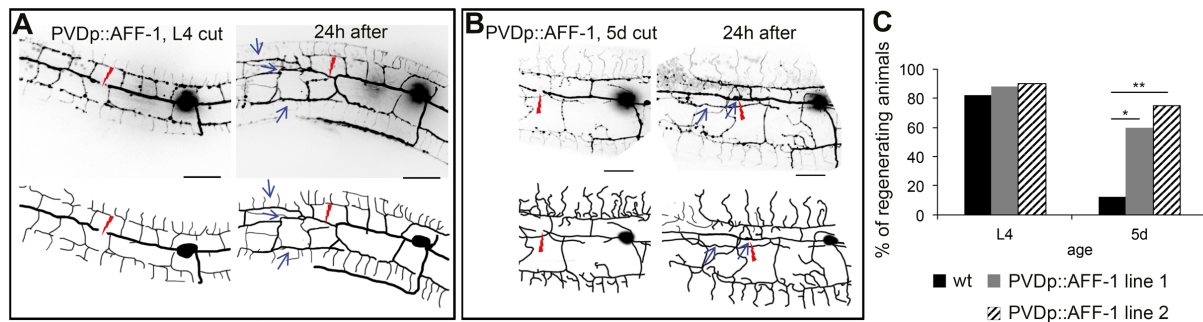 A
PVDp::AFF-1, L4 cut
24h after
B
PVDp::AFF-1, 5d cut
24h after
C
% of regenerating animals
100
80
60
40
20
0
**
*
L4
5d
age
wt
PVDp::AFF-1 line 1
PVDp::AFF-1 line 2